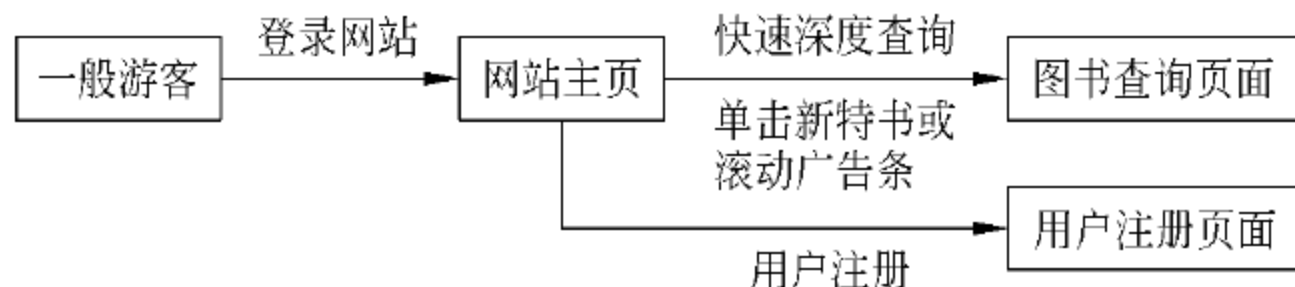 登录网站
快速深度查询
一般游客
网站主页
图书查询页面
单击新特书或
滚动广告条
用户注册页面
用户注册